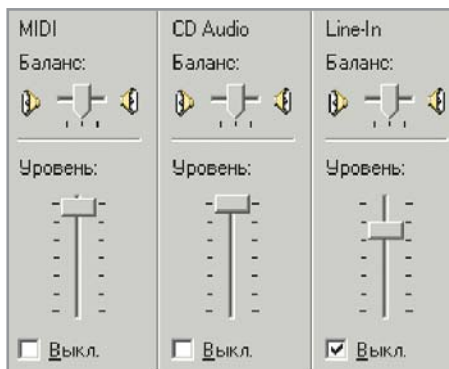 MIDI
Баланс:
Уровень:
Выкл.
CD Audio
Баланс:
Уровень:
Выкл.
Line-In
Баланс:
Уровень:
Выкл.